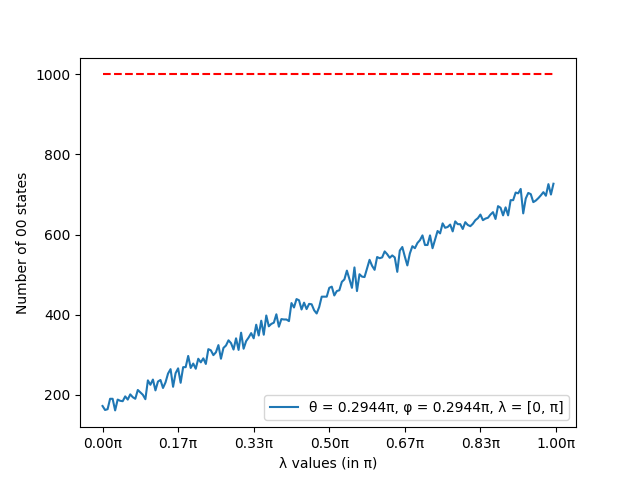 1000
800
600
400
200
Number of 00 states
θ = 0.2944π, φ = 0.2944π, λ = [0, π]
0.00π 0.17π 0.33π 0.50π 0.67π 0.83π 1.00π
λ values (in π)